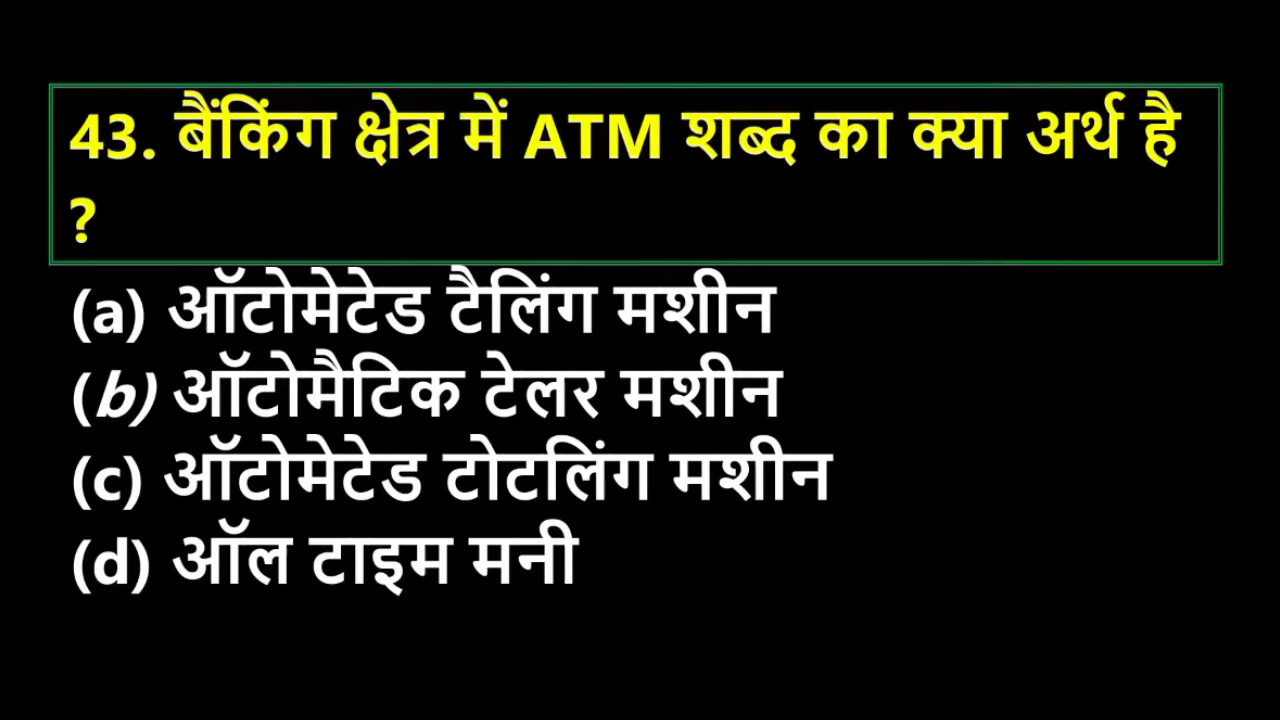 43. बैंकिंग क्षेत्र में ATM शब्द का क्या अर्थ है
?
(a) ऑटोमेटेड टैलिंग मशीन
(b) ऑटोमैटिक टेलर मशीन
(c) ऑटोमेटेड टोटलिंग मशीन
(d) ऑल टाइम मनी